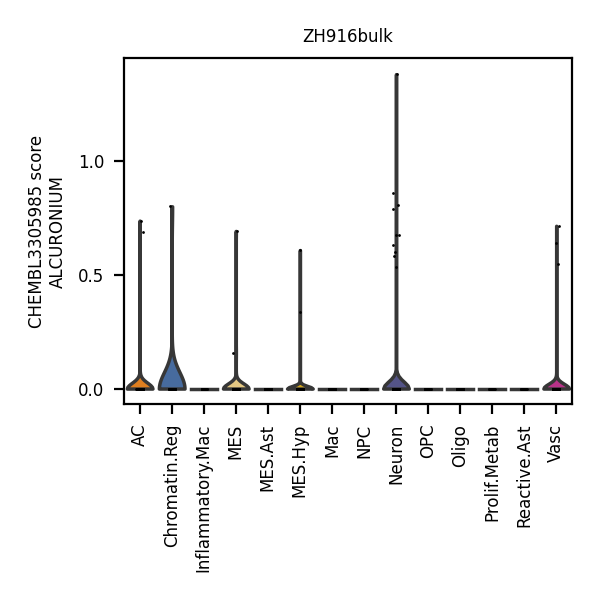 ZH916bulk
CHEMBL3305985 score
ALCURONIUM
1.0
0.5
0.0
AC
Chromatin.Reg
Inflammatory.Mac
MES
MES.Ast
MES.Hyp
Mac
NPC
Neuron
OPC
Oligo
Prolif.Metab
Reactive.Ast
Vasc